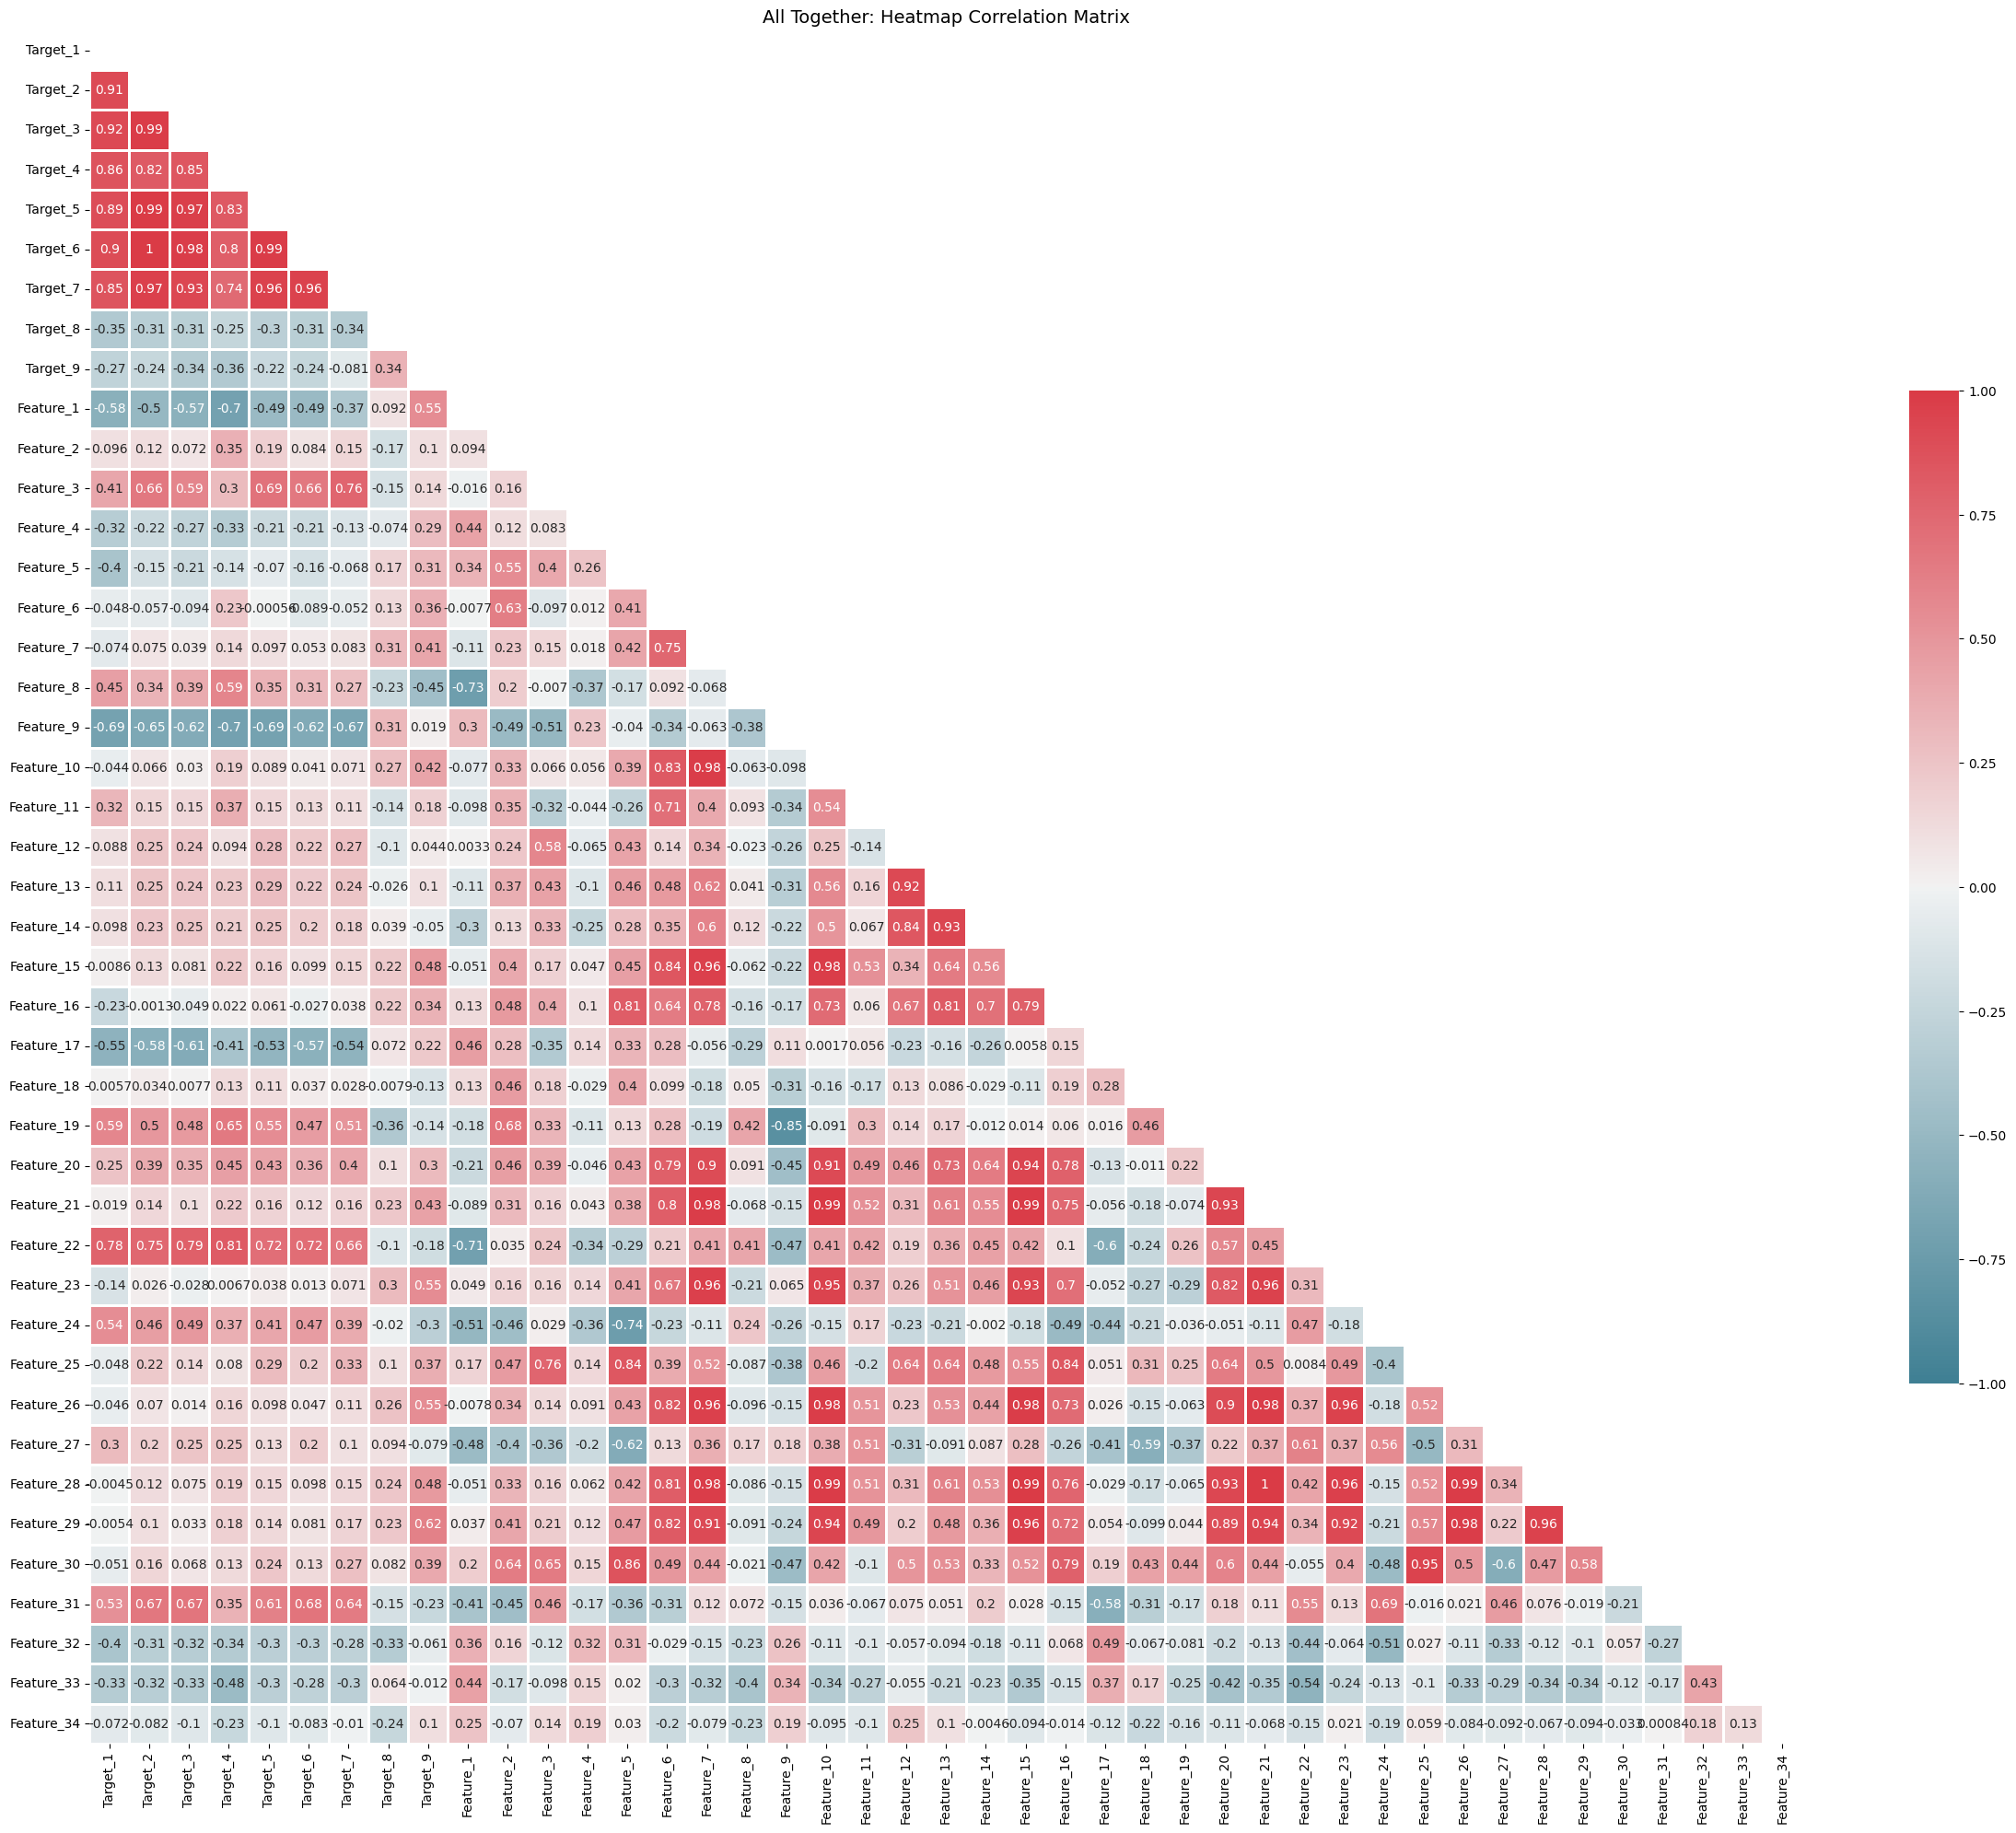 All Together: Heatmap Correlation Matrix
Target_1
Target_2 0.91
Target_3 0.92 0.99
Target_4 0.86 0.82 0.85
Target_5 0.89 0.99 0.97 0.83
Target_6 0.9 1 0.98 0.8 0.99
Target_7 0.85 0.97 0.93 0.74 0.96 0.96
Target_8 -0.35 -0.31 -0.31 -0.25 -0.3 -0.31 -0.34
Target_9 -0.27 -0.24 -0.34 -0.36 -0.22 -0.24 -0.081 0.34
Feature_1 -0.58 -0.5 -0.57 -0.7 -0.49 -0.49 -0.37 0.092 0.55
1.00
Feature_2 0.096 0.12 0.072 0.35 0.19 0.084 0.15 -0.17 0.1 0.094
Feature_3 0.41 0.66 0.59 0.3 0.69 0.66 0.76 -0.15 0.14 -0.016 0.16
0.75
Feature_4 -0.32 -0.22 -0.27 -0.33 -0.21 -0.21 -0.13 -0.074 0.29 0.44 0.12 0.083
Feature_5 -0.4 -0.15 -0.21 -0.14 -0.07 -0.16 -0.068 0.17 0.31 0.34 0.55 0.4 0.26
Feature_6 -0.048 -0.057 -0.094 0.23 -0.00056 -0.089 -0.052 0.13 0.36 -0.0077 0.63 -0.097 0.012 0.41
0.50
Feature_7 -0.074 0.075 0.039 0.14 0.097 0.053 0.083 0.31 0.41 -0.11 0.23 0.15 0.018 0.42 0.75
Feature_8 0.45 0.34 0.39 0.59 0.35 0.31 0.27 -0.23 -0.45 -0.73 0.2 -0.007 -0.37 -0.17 0.092 -0.068
Feature_9 -0.69 -0.65 -0.62 -0.7 -0.69 -0.62 -0.67 0.31 0.019 0.3 -0.49 -0.51 0.23 -0.04 -0.34 -0.063 -0.38
0.25
Feature_10 -0.044 0.066 0.03 0.19 0.089 0.041 0.071 0.27 0.42 -0.077 0.33 0.066 0.056 0.39 0.83 0.98 -0.063 -0.098
Feature_11 0.32 0.15 0.15 0.37 0.15 0.13 0.11 -0.14 0.18 -0.098 0.35 -0.32 -0.044 -0.26 0.71 0.4 0.093 -0.34 0.54
Feature_12 0.088 0.25 0.24 0.094 0.28 0.22 0.27 -0.1 0.044 0.0033 0.24 0.58 -0.065 0.43 0.14 0.34 -0.023 -0.26 0.25 -0.14
Feature_13 0.11 0.25 0.24 0.23 0.29 0.22 0.24 -0.026 0.1 -0.11 0.37 0.43 -0.1 0.46 0.48 0.62 0.041 -0.31 0.56 0.16 0.92
0.00
Feature_14 0.098 0.23 0.25 0.21 0.25 0.2 0.18 0.039 -0.05 -0.3 0.13 0.33 -0.25 0.28 0.35 0.6 0.12 -0.22 0.5 0.067 0.84 0.93
Feature_15 -0.0086 0.13 0.081 0.22 0.16 0.099 0.15 0.22 0.48 -0.051 0.4 0.17 0.047 0.45 0.84 0.96 -0.062 -0.22 0.98 0.53 0.34 0.64 0.56
Feature_16 -0.23 -0.0013 -0.049 0.022 0.061 -0.027 0.038 0.22 0.34 0.13 0.48 0.4 0.1 0.81 0.64 0.78 -0.16 -0.17 0.73 0.06 0.67 0.81 0.7 0.79
−0.25
Feature_17 -0.55 -0.58 -0.61 -0.41 -0.53 -0.57 -0.54 0.072 0.22 0.46 0.28 -0.35 0.14 0.33 0.28 -0.056 -0.29 0.11 0.0017 0.056 -0.23 -0.16 -0.26 0.0058 0.15
Feature_18 -0.0057 0.034 0.0077 0.13 0.11 0.037 0.028 -0.0079 -0.13 0.13 0.46 0.18 -0.029 0.4 0.099 -0.18 0.05 -0.31 -0.16 -0.17 0.13 0.086 -0.029 -0.11 0.19 0.28
Feature_19 0.59 0.5 0.48 0.65 0.55 0.47 0.51 -0.36 -0.14 -0.18 0.68 0.33 -0.11 0.13 0.28 -0.19 0.42 -0.85 -0.091 0.3 0.14 0.17 -0.012 0.014 0.06 0.016 0.46
−0.50
Feature_20 0.25 0.39 0.35 0.45 0.43 0.36 0.4 0.1 0.3 -0.21 0.46 0.39 -0.046 0.43 0.79 0.9 0.091 -0.45 0.91 0.49 0.46 0.73 0.64 0.94 0.78 -0.13 -0.011 0.22
Feature_21 0.019 0.14 0.1 0.22 0.16 0.12 0.16 0.23 0.43 -0.089 0.31 0.16 0.043 0.38 0.8 0.98 -0.068 -0.15 0.99 0.52 0.31 0.61 0.55 0.99 0.75 -0.056 -0.18 -0.074 0.93
Feature_22 0.78 0.75 0.79 0.81 0.72 0.72 0.66 -0.1 -0.18 -0.71 0.035 0.24 -0.34 -0.29 0.21 0.41 0.41 -0.47 0.41 0.42 0.19 0.36 0.45 0.42 0.1 -0.6 -0.24 0.26 0.57 0.45
−0.75
Feature_23 -0.14 0.026 -0.028 0.0067 0.038 0.013 0.071 0.3 0.55 0.049 0.16 0.16 0.14 0.41 0.67 0.96 -0.21 0.065 0.95 0.37 0.26 0.51 0.46 0.93 0.7 -0.052 -0.27 -0.29 0.82 0.96 0.31
Feature_24 0.54 0.46 0.49 0.37 0.41 0.47 0.39 -0.02 -0.3 -0.51 -0.46 0.029 -0.36 -0.74 -0.23 -0.11 0.24 -0.26 -0.15 0.17 -0.23 -0.21 -0.002 -0.18 -0.49 -0.44 -0.21 -0.036 -0.051 -0.11 0.47 -0.18
Feature_25 -0.048 0.22 0.14 0.08 0.29 0.2 0.33 0.1 0.37 0.17 0.47 0.76 0.14 0.84 0.39 0.52 -0.087 -0.38 0.46 -0.2 0.64 0.64 0.48 0.55 0.84 0.051 0.31 0.25 0.64 0.5 0.0084 0.49 -0.4
−1.00
Feature_26 -0.046 0.07 0.014 0.16 0.098 0.047 0.11 0.26 0.55 -0.0078 0.34 0.14 0.091 0.43 0.82 0.96 -0.096 -0.15 0.98 0.51 0.23 0.53 0.44 0.98 0.73 0.026 -0.15 -0.063 0.9 0.98 0.37 0.96 -0.18 0.52
Feature_27 0.3 0.2 0.25 0.25 0.13 0.2 0.1 0.094 -0.079 -0.48 -0.4 -0.36 -0.2 -0.62 0.13 0.36 0.17 0.18 0.38 0.51 -0.31 -0.091 0.087 0.28 -0.26 -0.41 -0.59 -0.37 0.22 0.37 0.61 0.37 0.56 -0.5 0.31
Feature_28 -0.0045 0.12 0.075 0.19 0.15 0.098 0.15 0.24 0.48 -0.051 0.33 0.16 0.062 0.42 0.81 0.98 -0.086 -0.15 0.99 0.51 0.31 0.61 0.53 0.99 0.76 -0.029 -0.17 -0.065 0.93 1 0.42 0.96 -0.15 0.52 0.99 0.34
Feature_29 -0.0054 0.1 0.033 0.18 0.14 0.081 0.17 0.23 0.62 0.037 0.41 0.21 0.12 0.47 0.82 0.91 -0.091 -0.24 0.94 0.49 0.2 0.48 0.36 0.96 0.72 0.054 -0.099 0.044 0.89 0.94 0.34 0.92 -0.21 0.57 0.98 0.22 0.96
Feature_30 -0.051 0.16 0.068 0.13 0.24 0.13 0.27 0.082 0.39 0.2 0.64 0.65 0.15 0.86 0.49 0.44 -0.021 -0.47 0.42 -0.1 0.5 0.53 0.33 0.52 0.79 0.19 0.43 0.44 0.6 0.44 -0.055 0.4 -0.48 0.95 0.5 -0.6 0.47 0.58
Feature_31 0.53 0.67 0.67 0.35 0.61 0.68 0.64 -0.15 -0.23 -0.41 -0.45 0.46 -0.17 -0.36 -0.31 0.12 0.072 -0.15 0.036 -0.067 0.075 0.051 0.2 0.028 -0.15 -0.58 -0.31 -0.17 0.18 0.11 0.55 0.13 0.69 -0.016 0.021 0.46 0.076 -0.019 -0.21
Feature_32 -0.4 -0.31 -0.32 -0.34 -0.3 -0.3 -0.28 -0.33 -0.061 0.36 0.16 -0.12 0.32 0.31 -0.029 -0.15 -0.23 0.26 -0.11 -0.1 -0.057 -0.094 -0.18 -0.11 0.068 0.49 -0.067 -0.081 -0.2 -0.13 -0.44 -0.064 -0.51 0.027 -0.11 -0.33 -0.12 -0.1 0.057 -0.27
Feature_33 -0.33 -0.32 -0.33 -0.48 -0.3 -0.28 -0.3 0.064 -0.012 0.44 -0.17 -0.098 0.15 0.02 -0.3 -0.32 -0.4 0.34 -0.34 -0.27 -0.055 -0.21 -0.23 -0.35 -0.15 0.37 0.17 -0.25 -0.42 -0.35 -0.54 -0.24 -0.13 -0.1 -0.33 -0.29 -0.34 -0.34 -0.12 -0.17 0.43
Feature_34 -0.072 -0.082 -0.1 -0.23 -0.1 -0.083 -0.01 -0.24 0.1 0.25 -0.07 0.14 0.19 0.03 -0.2 -0.079 -0.23 0.19 -0.095 -0.1 0.25 0.1 -0.0046 -0.094 -0.014 -0.12 -0.22 -0.16 -0.11 -0.068 -0.15 0.021 -0.19 0.059 -0.084 -0.092 -0.067 -0.094 -0.033 0.13
Target_1 Target_2 Target_3 Target_4 Target_5 Target_6 Target_7 Target_8 Target_9 Feature_1 Feature_2 Feature_3 Feature_4 Feature_5 Feature_6 Feature_7 Feature_8 Feature_9 Feature_10 Feature_11 Feature_12 Feature_13 Feature_14 Feature_15 Feature_16 Feature_17 Feature_18 Feature_19 Feature_20 Feature_21 Feature_22 Feature_23 Feature_24 Feature_25 Feature_26 Feature_27 Feature_28 Feature_29 Feature_30 Feature_31 Feature_32 Feature_33 Feature_34